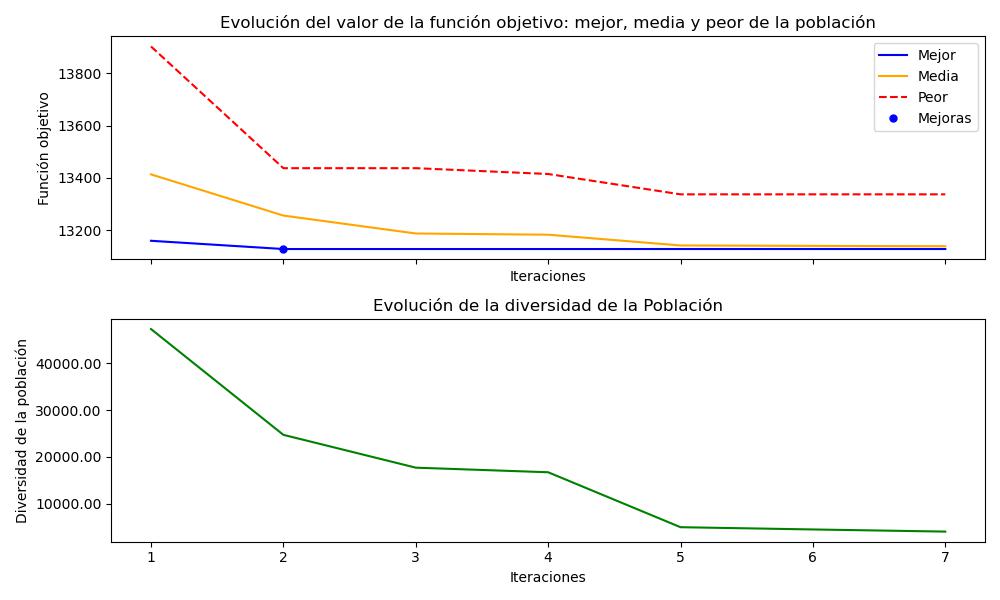 Evolución del valor de la función objetivo: mejor, media y peor de la población
Función objetivo
13800
13600
13400
13200
Mejor
Media
Peor
Mejoras
Iteraciones
Evolución de la diversidad de la Población
Diversidad de la población
40000.00
30000.00
20000.00
10000.00
1 2 3 4 5 6 7
Iteraciones